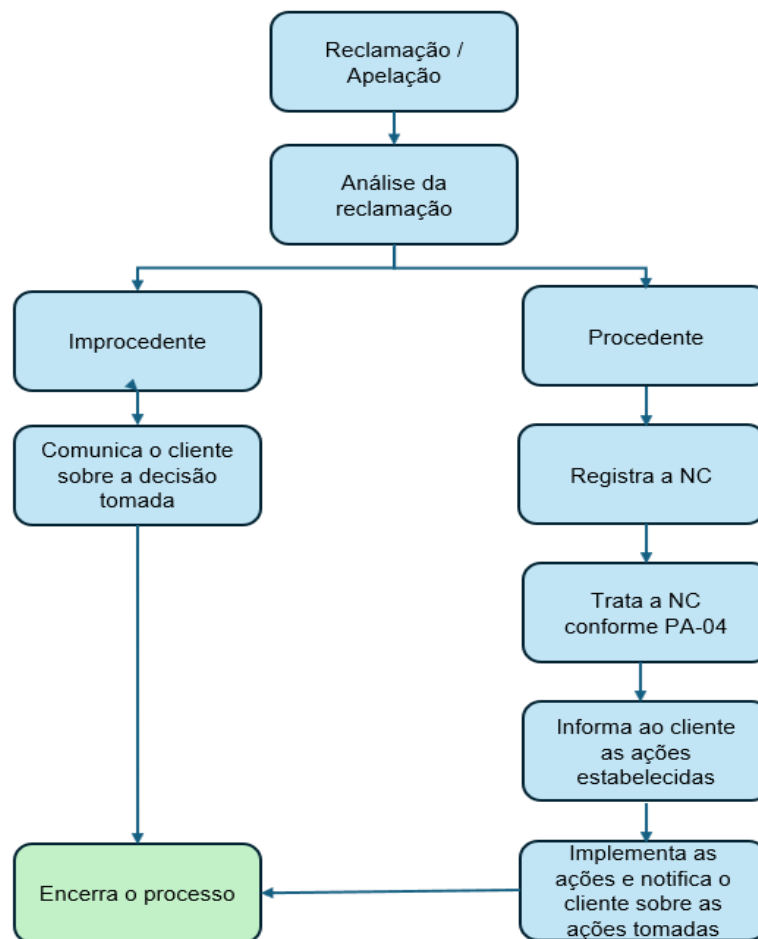 Reclamação /
Apelação
Análise da
reclamação
Improcedente
Procedente
Comunica o cliente
sobre a decisão
tomada
Registra a NC
Trata a NC
conforme PA-04
Informa ao cliente
as ações
estabelecidas
Encerra o processo
Implementa as
ações e notifica o
cliente sobre as
ações tomadas